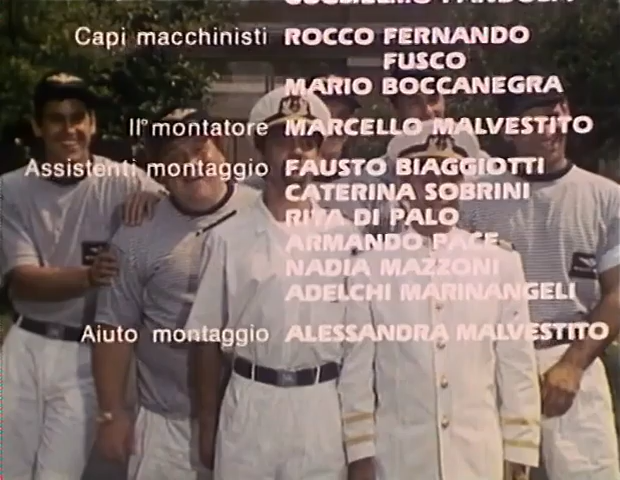 Capi macchinisti ROCCO FERNANDO
FUSCO
MARIO BOCCANEGRA
II° montatore MARCELLO MALVESTITO
Assistenti montaggio FAUSTO BIAGGIOTTI
CATERINA SOBRINI
RITA DI PALO
ARMANDO PACE
NADIA MAZZONI
ADELCHI MARINANGELI
Aiuto montaggio ALESSANDRA MALVESTITO